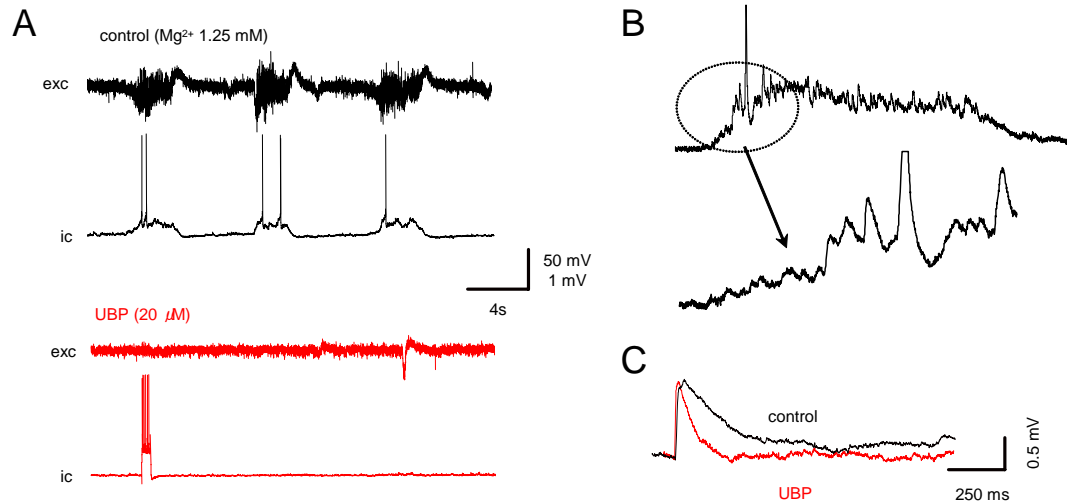 A
control (Mg²⁺ 1.25 mM)
exc
ic
50 mV
1 mV
4s
UBP (20 μM)
exc
ic
B
C
control
UBP
0.5 mV
250 ms